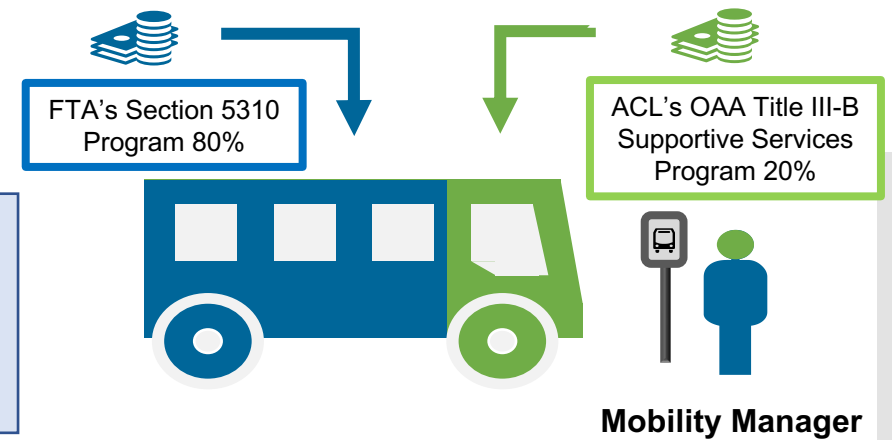 FTA's Section 5310
Program 80%
ACL's OAA Title III-B
Supportive Services
Program 20%
Mobility Manager